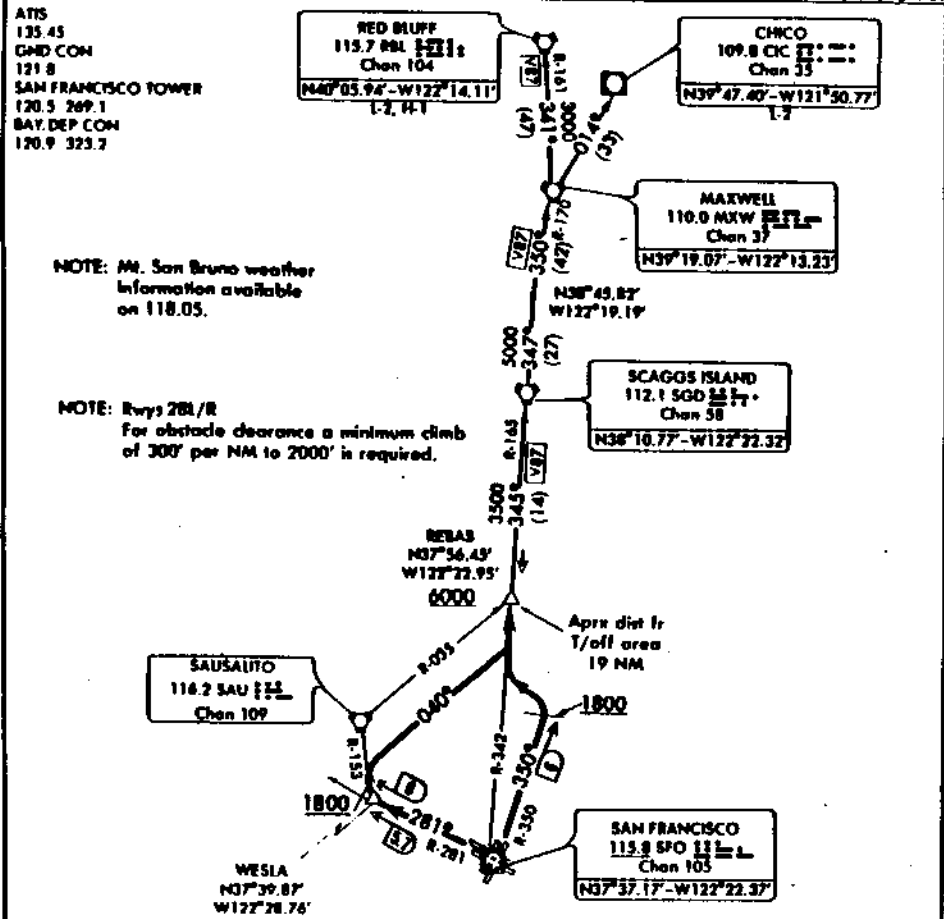 ATIS
135.45
GND CON
121 8
SAN FRANCISCO TOWER
120.5 269.1
BAY.DEP CON
120.9 323.2
RED BLUFF
115.7 RBL
Chan 104
N40°05.94'-W122°14.11'
L-2, H-1
CHICO
109.8 CIC
Chan 35
N39°47.40'-W121°50.77'
L-2
R-161
V87
3000
341°
(47)
014°
(33)
MAXWELL
110.0 MXW
Chan 37
N39°19.07'-W122°13.23'
R-170
V87
350°
(42)
N38°45.82'
W122°19.19'
NOTE: Mt. San Bruno weather
information available
on 118.05.
5000
347°
(27)
NOTE: Rwys 28L/R
For obstacle clearance a minimum climb
of 300' per NM to 2000' is required.
SCAGGS ISLAND
112.1 SGD
Chan 58
N38°10.77'-W122°22.32'
R-165
V87
3500
345°
(14)
REBAS
N37°56.45'
W122°22.95'
6000
Aprx dist fr
T/off area
19 NM
SAUSALITO
116.2 SAU
Chan 109
R-035
040°
R-153
1800
R-342
350°
6
R-350
1800
8
281°
5.7
R-281
WESLA
N37°39.87'
W122°28.76'
SAN FRANCISCO
115.8 SFO
Chan 105
N37°37.17'-W122°22.37'